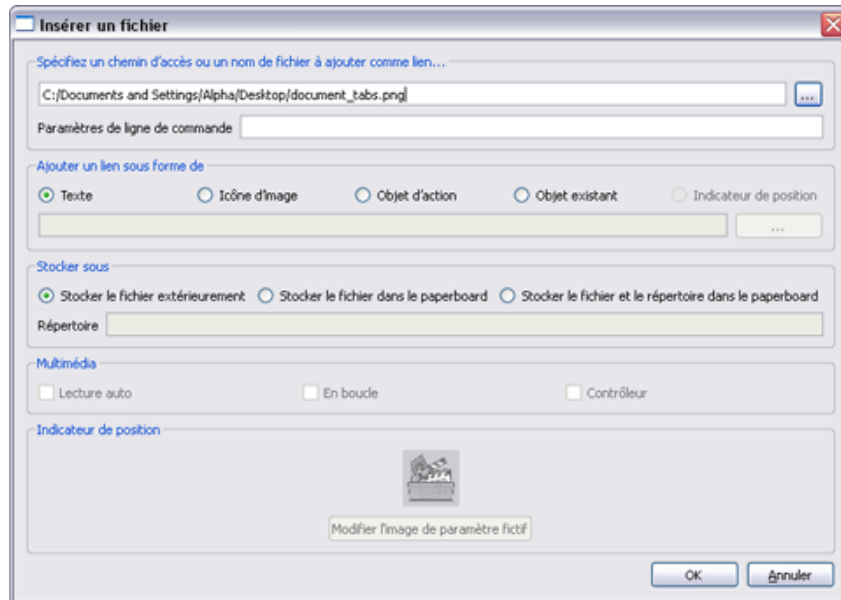 Insérer un fichier
Spécifiez un chemin d'accès ou un nom de fichier à ajouter comme lien...
C:/Documents and Settings/Alpha/Desktop/document_tabs.png
...
Paramètres de ligne de commande
Ajouter un lien sous forme de
Texte Icône d'image Objet d'action Objet existant Indicateur de position
...
Stocker sous
Stocker le fichier extérieurement Stocker le fichier dans le paperboard Stocker le fichier et le répertoire dans le paperboard
Répertoire
Multimédia
Lecture auto En boucle Contrôleur
Indicateur de position
Modifier l'image de paramètre fictif
OK Annuler